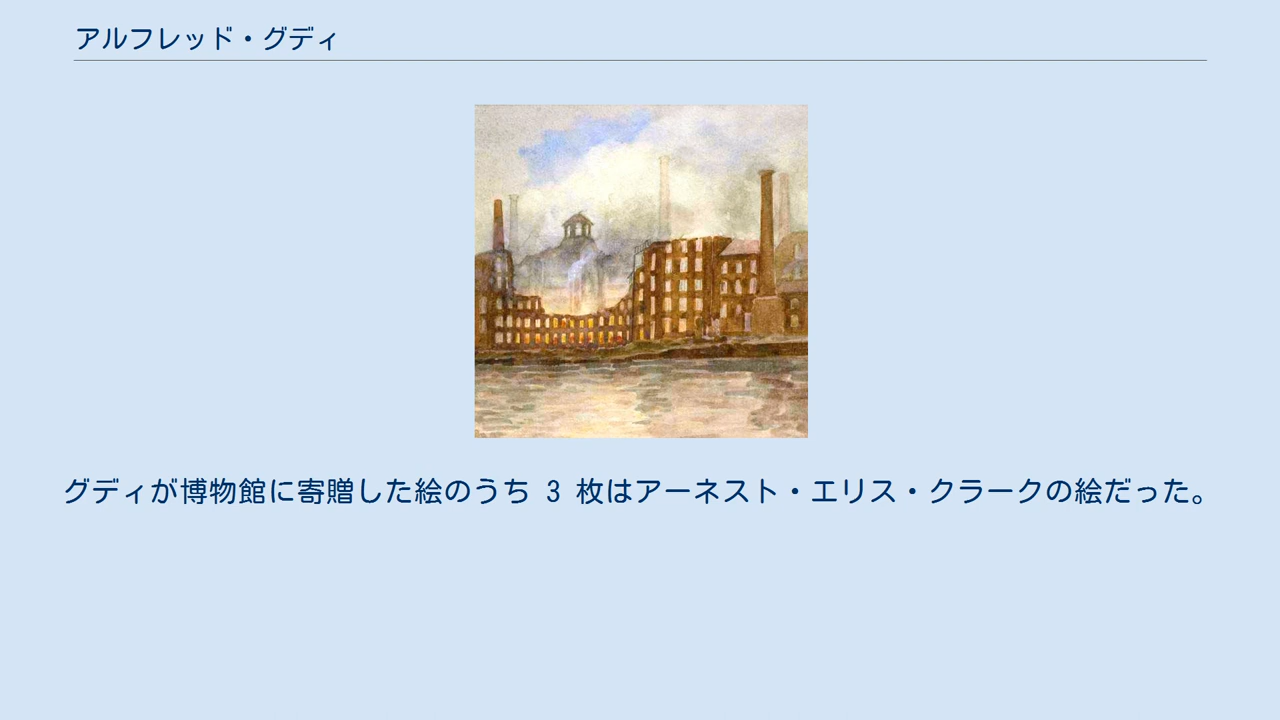 アルフレッド・グディ
グディが博物館に寄贈した絵のうち 3 枚はアーネスト・エリス・クラークの絵だった。